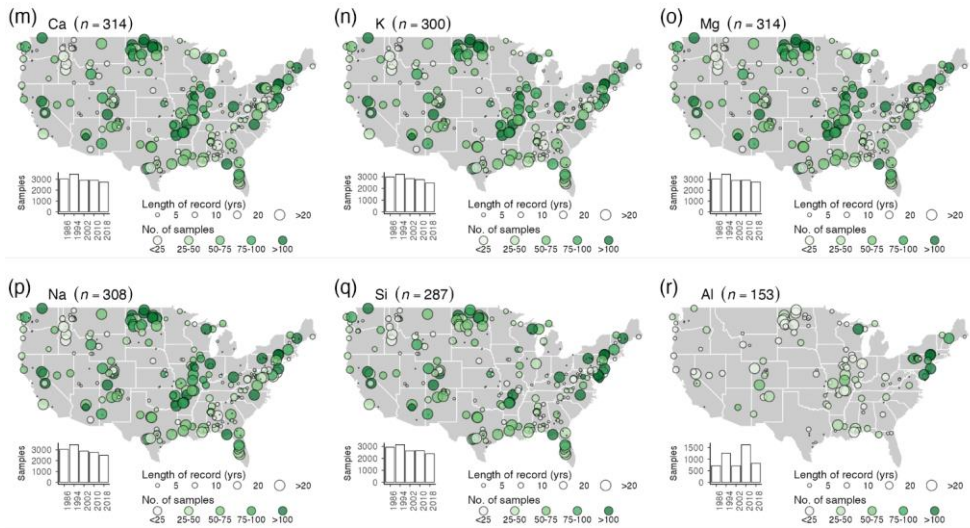 (m) Ca (n = 314)
(n) K (n = 300)
(o) Mg (n = 314)
Samples
3000
2000
1000
0
1986
1994
2002
2010
2018
Length of record (yrs)
5 10 20 >20
No. of samples
<25 25-50 50-75 75-100 >100
Samples
3000
2000
1000
0
1986
1994
2002
2010
2018
Length of record (yrs)
5 10 20 >20
No. of samples
<25 25-50 50-75 75-100 >100
Samples
3000
2000
1000
0
1986
1994
2002
2010
2018
Length of record (yrs)
5 10 20 >20
No. of samples
<25 25-50 50-75 75-100 >100
(p) Na (n = 308)
(q) Si (n = 287)
(r) Al (n = 153)
Samples
3000
2000
1000
0
1986
1994
2002
2010
2018
Length of record (yrs)
5 10 20 >20
No. of samples
<25 25-50 50-75 75-100 >100
Samples
3000
2000
1000
0
1986
1994
2002
2010
2018
Length of record (yrs)
5 10 20 >20
No. of samples
<25 25-50 50-75 75-100 >100
Samples
1500
1000
500
0
1986
1994
2002
2010
2018
Length of record (yrs)
5 10 20 >20
No. of samples
<25 25-50 50-75 75-100 >100